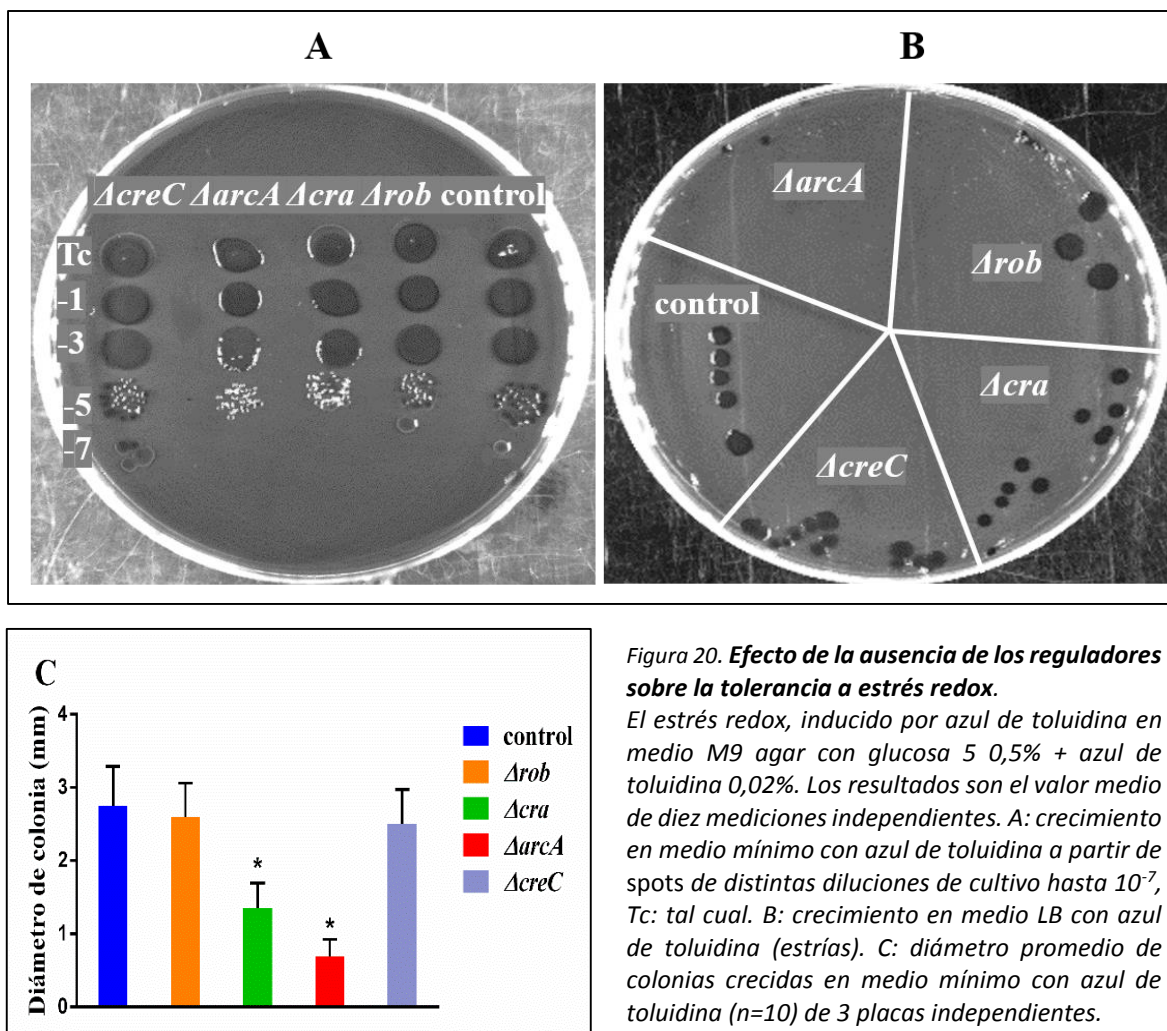 A
B
ΔcreC ΔarcA Δcra Δrob control
Tc
-1
-3
-5
-7
ΔarcA
Δrob
control
Δcra
ΔcreC
C
Diámetro de colonia (mm)
4
3
2
1
0
*
*
control
Δrob
Δcra
ΔarcA
ΔcreC
Figura 20. Efecto de la ausencia de los reguladores
sobre la tolerancia a estrés redox.
El estrés redox, inducido por azul de toluidina en
medio M9 agar con glucosa 5 0,5% + azul de
toluidina 0,02%. Los resultados son el valor medio
de diez mediciones independientes. A: crecimiento
en medio mínimo con azul de toluidina a partir de
spots de distintas diluciones de cultivo hasta 10⁻⁷,
Tc: tal cual. B: crecimiento en medio LB con azul
de toluidina (estrías). C: diámetro promedio de
colonias crecidas en medio mínimo con azul de
toluidina (n=10) de 3 placas independientes.